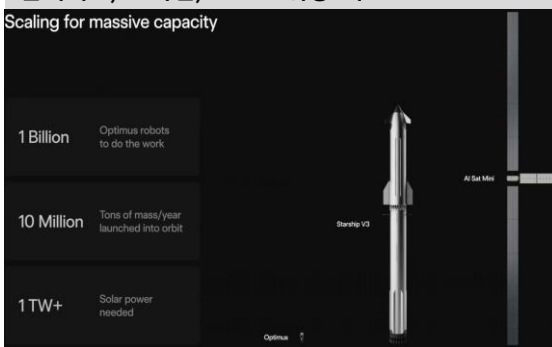 Scaling for massive capacity
1 Billion
Optimus robots
to do the work
10 Million
Tons of mass/year
launched into orbit
1 TW+
Solar power
needed
AI Sat Mini
Starship V3
Optimus